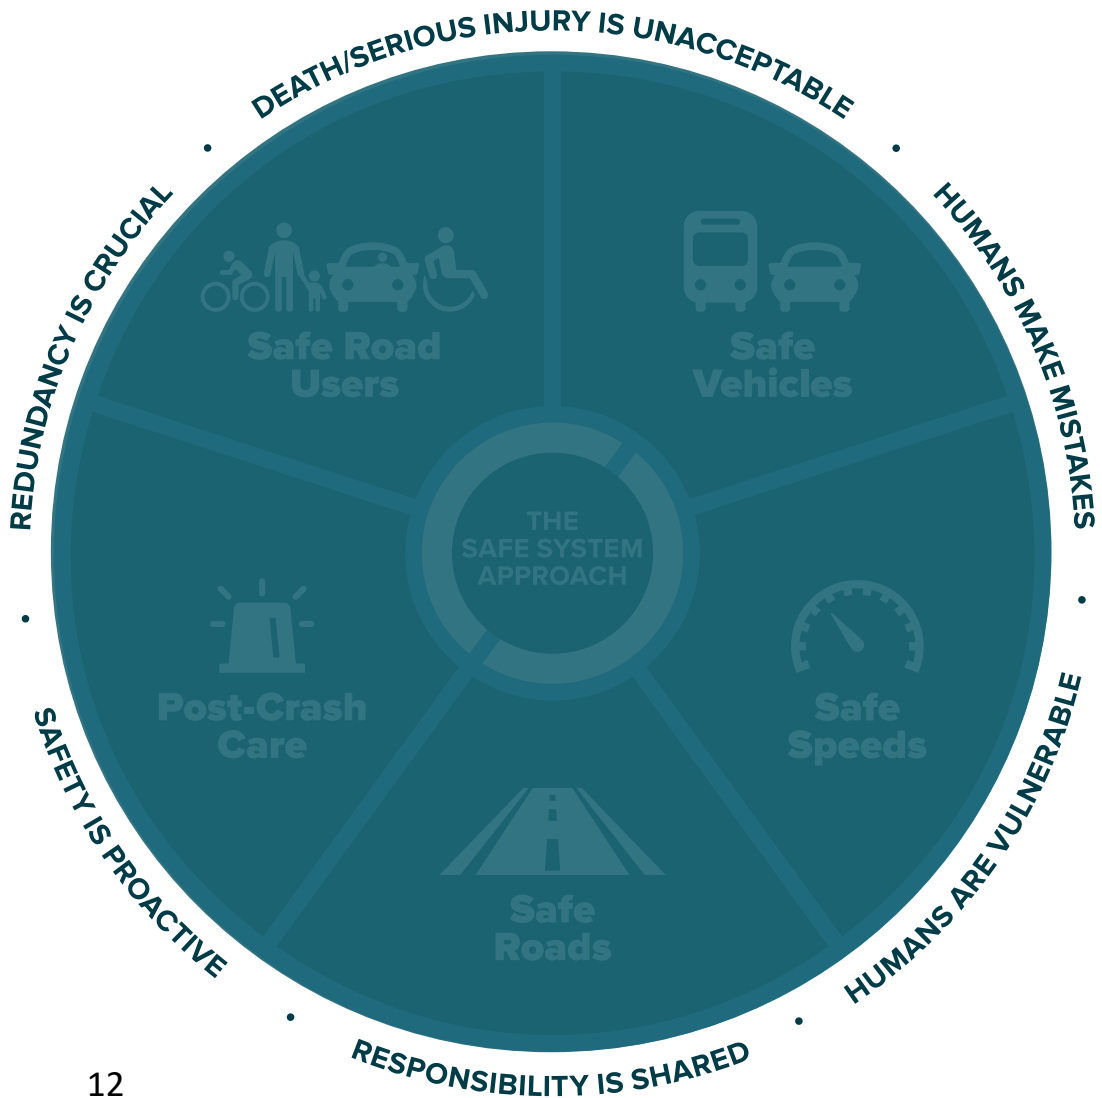 DEATH/SERIOUS INJURY IS UNACCEPTABLE
HUMANS MAKE MISTAKES
HUMANS ARE VULNERABLE
RESPONSIBILITY IS SHARED
SAFETY IS PROACTIVE
REDUNDANCY IS CRUCIAL
Safe Road
Users
Safe
Vehicles
THE
SAFE SYSTEM
APPROACH
Post-Crash
Care
Safe
Speeds
Safe
Roads
12